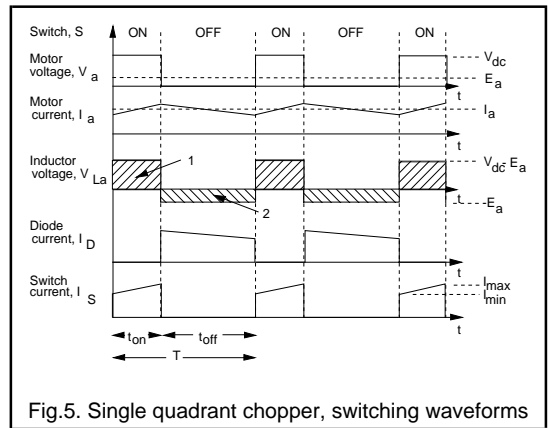 Switch, S ON OFF ON OFF ON
Motor
voltage, V a
V dc
E a
t
Motor
current, I a
I a
t
Inductor
voltage, V La
1
V dc - E a
t
2
- E a
Diode
current, I D
t
Switch
current, I S
I max
I min
t
t on t off
T
Fig.5. Single quadrant chopper, switching waveforms